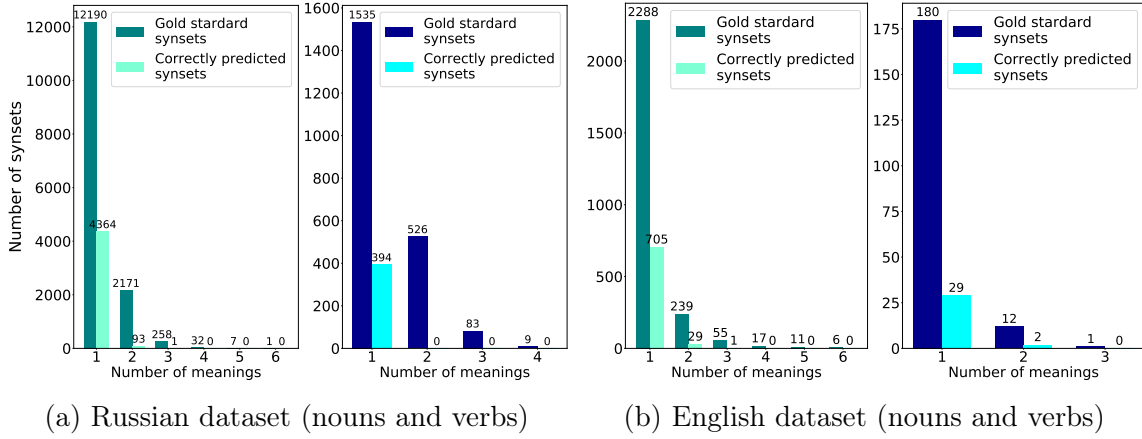 12190
12000
10000
8000
6000
4000
2000
0
Number of synsets
4364
2171
93
258
1
32
0
7
0
1
0
1 2 3 4 5 6
Number of meanings
Gold stardard
synsets
Correctly predicted
synsets
1600
1400
1200
1000
800
600
400
200
0
1535
394
526
0
83
0
9
0
1 2 3 4
Number of meanings
Gold stardard
synsets
Correctly predicted
synsets
(a) Russian dataset (nouns and verbs)
2288
2000
1500
1000
500
0
705
239
29
55
1
17
0
11
0
6
0
1 2 3 4 5 6
Number of meanings
Gold stardard
synsets
Correctly predicted
synsets
180
175
150
125
100
75
50
25
0
29
12
2
1
0
1 2 3
Number of meanings
Gold stardard
synsets
Correctly predicted
synsets
(b) English dataset (nouns and verbs)